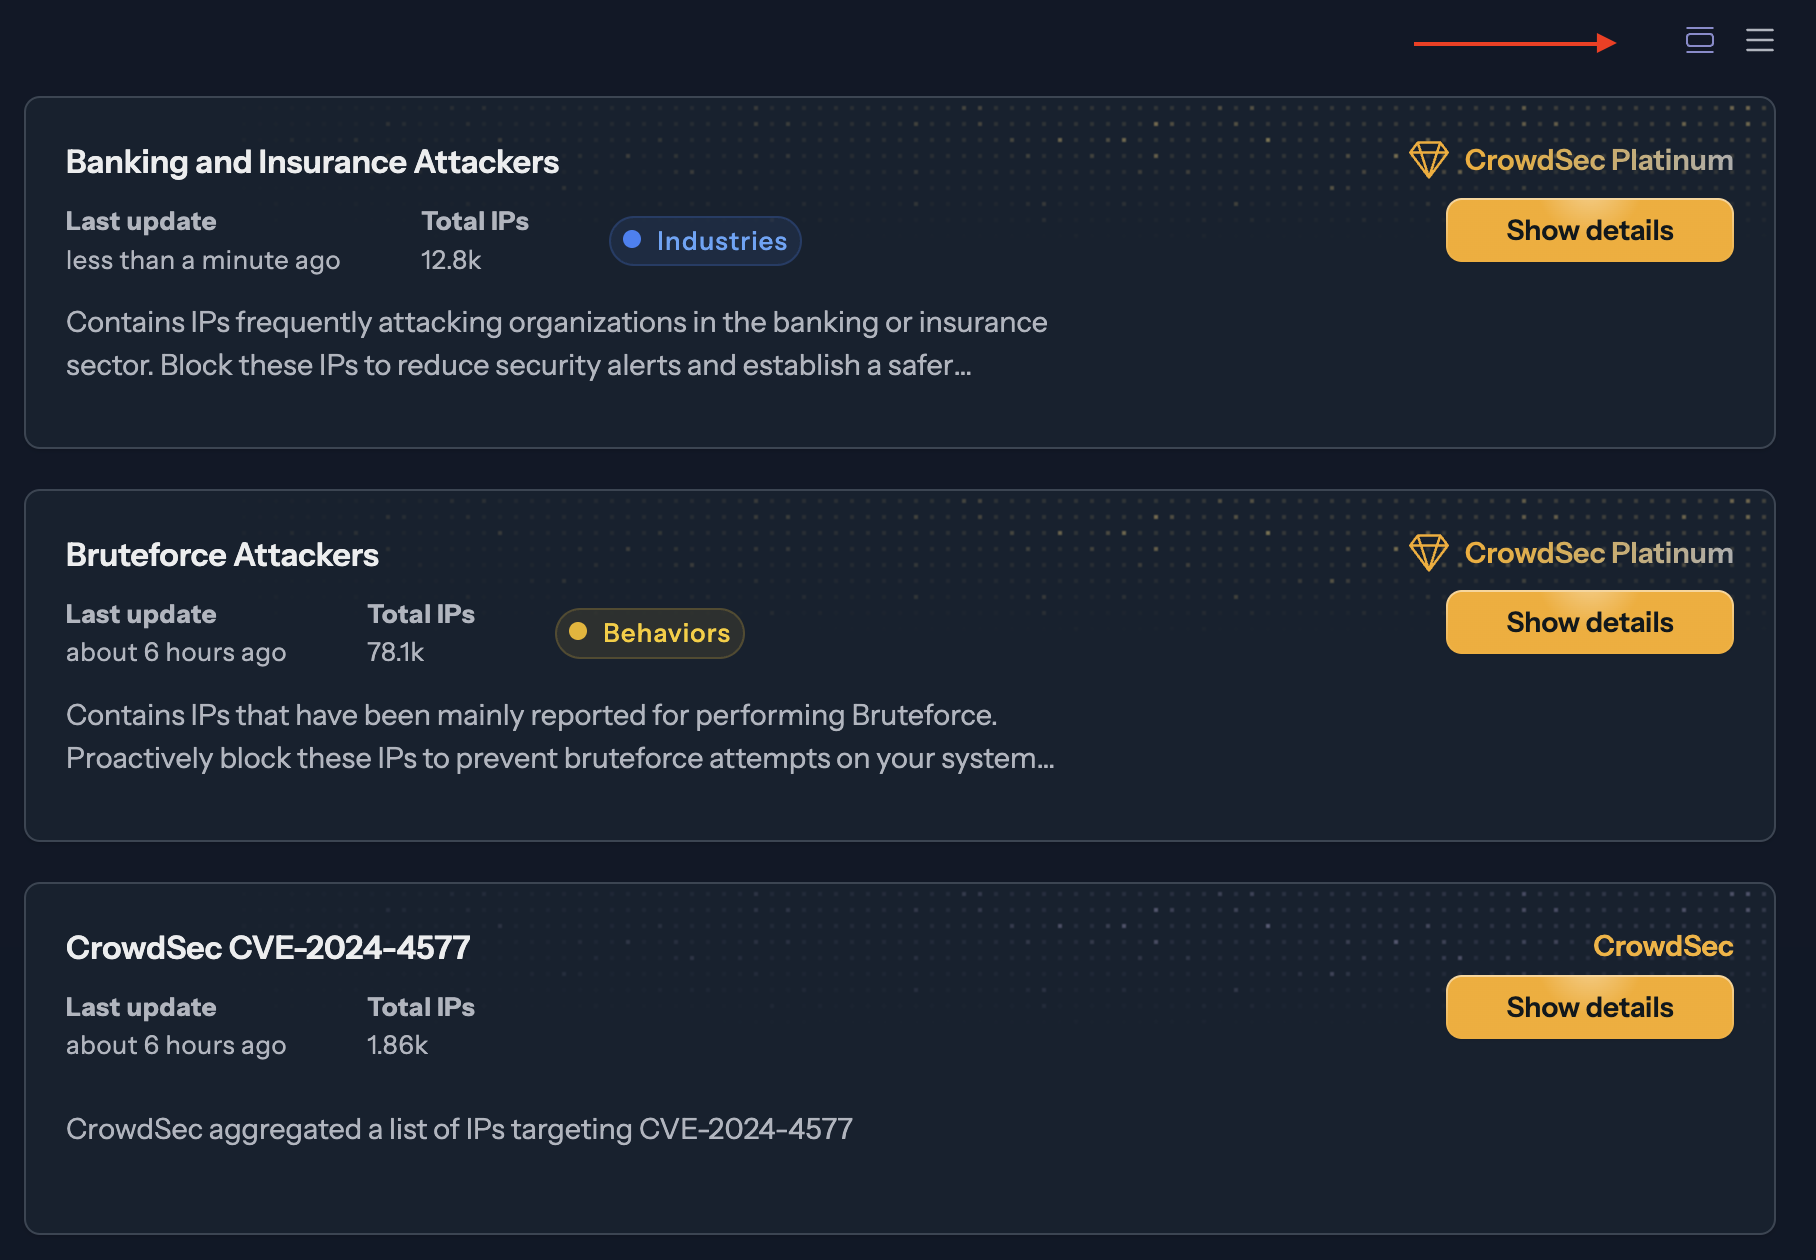 Banking and Insurance Attackers
CrowdSec Platinum
Last update
Total IPs
less than a minute ago
12.8k
Industries
Show details
Contains IPs frequently attacking organizations in the banking or insurance
sector. Block these IPs to reduce security alerts and establish a safer...
Bruteforce Attackers
CrowdSec Platinum
Last update
Total IPs
about 6 hours ago
78.1k
Behaviors
Show details
Contains IPs that have been mainly reported for performing Bruteforce.
Proactively block these IPs to prevent bruteforce attempts on your system...
CrowdSec CVE-2024-4577
CrowdSec
Last update
Total IPs
about 6 hours ago
1.86k
Show details
CrowdSec aggregated a list of IPs targeting CVE-2024-4577